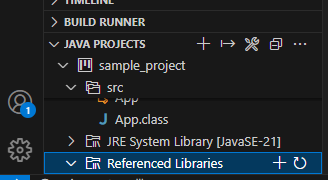 TIMELINE
BUILD RUNNER
JAVA PROJECTS
sample_project
src
App
App.class
JRE System Library [JavaSE-21]
Referenced Libraries
1